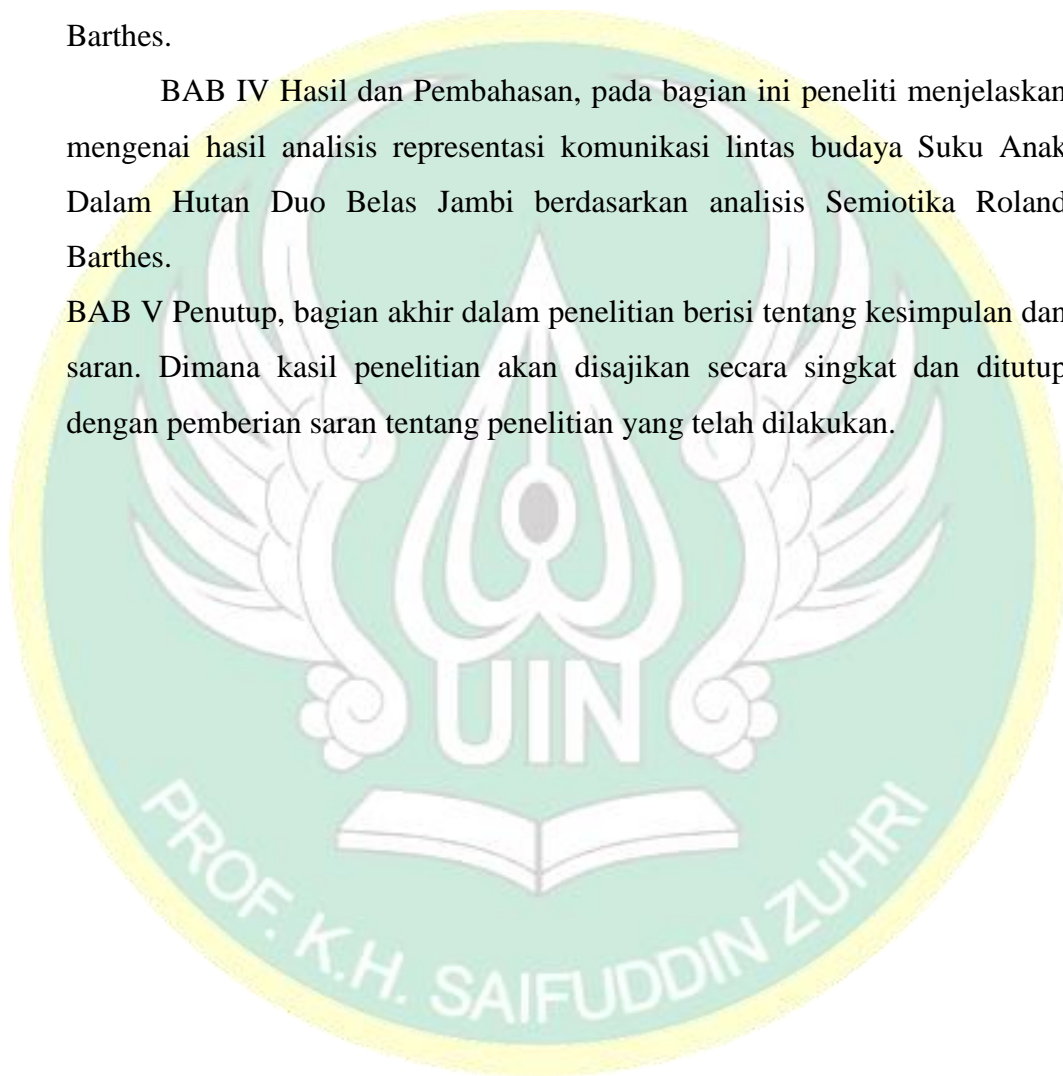 Barthes.
BAB IV Hasil dan Pembahasan, pada bagian ini peneliti menjelaskan
mengenai hasil analisis representasi komunikasi lintas budaya Suku Anak
Dalam Hutan Duo Belas Jambi berdasarkan analisis Semiotika Roland
Barthes.
BAB V Penutup, bagian akhir dalam penelitian berisi tentang kesimpulan dan
saran. Dimana kasil penelitian akan disajikan secara singkat dan ditutup
dengan pemberian saran tentang penelitian yang telah dilakukan.
UIN
PROF. K.H. SAIFUDDIN ZUHRI